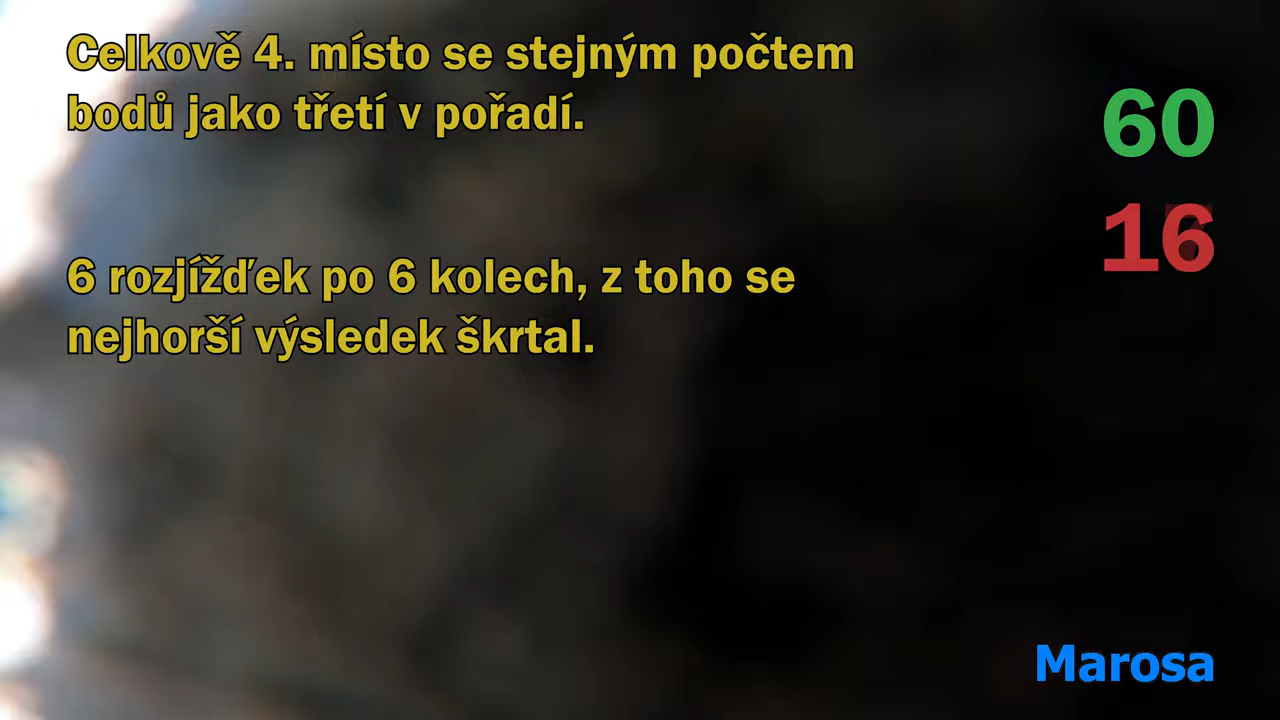 Celkově 4. místo se stejným počtem
bodů jako třetí v pořadí.
60
16
6 rozjížďek po 6 kolech, z toho se
nejhorší výsledek škrtal.
Marosa